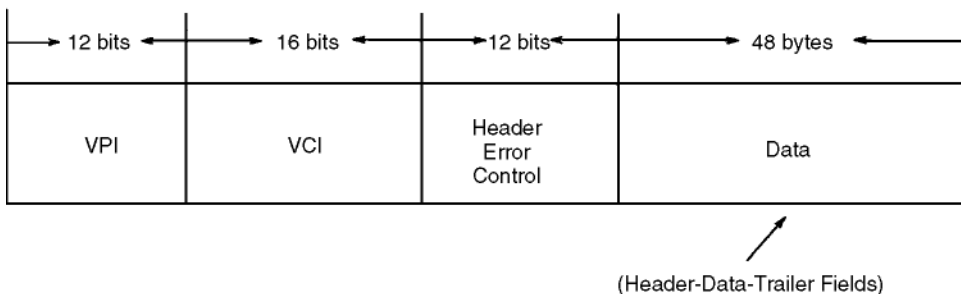 12 bits 16 bits 12 bits 48 bytes
VPI VCI Header Error Control Data
(Header-Data-Trailer Fields)